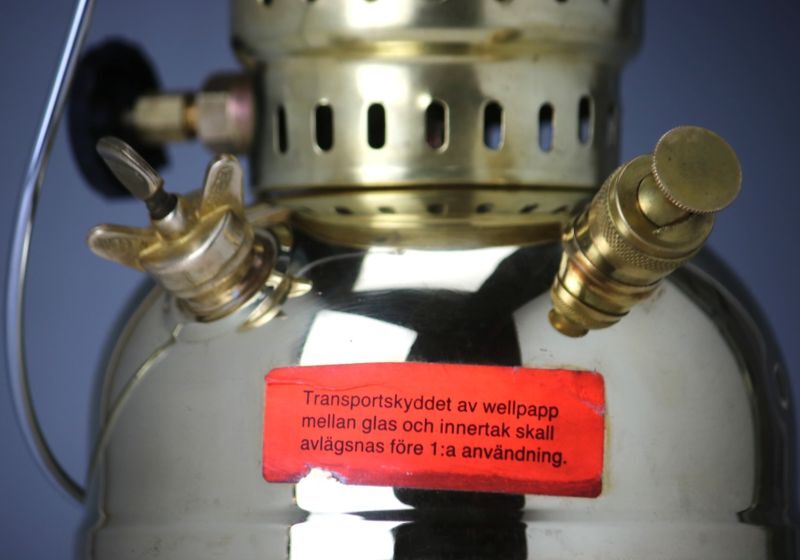 Transportskyddet av wellpapp
mellan glas och innertak skall
avlägsnas före 1:a användning.